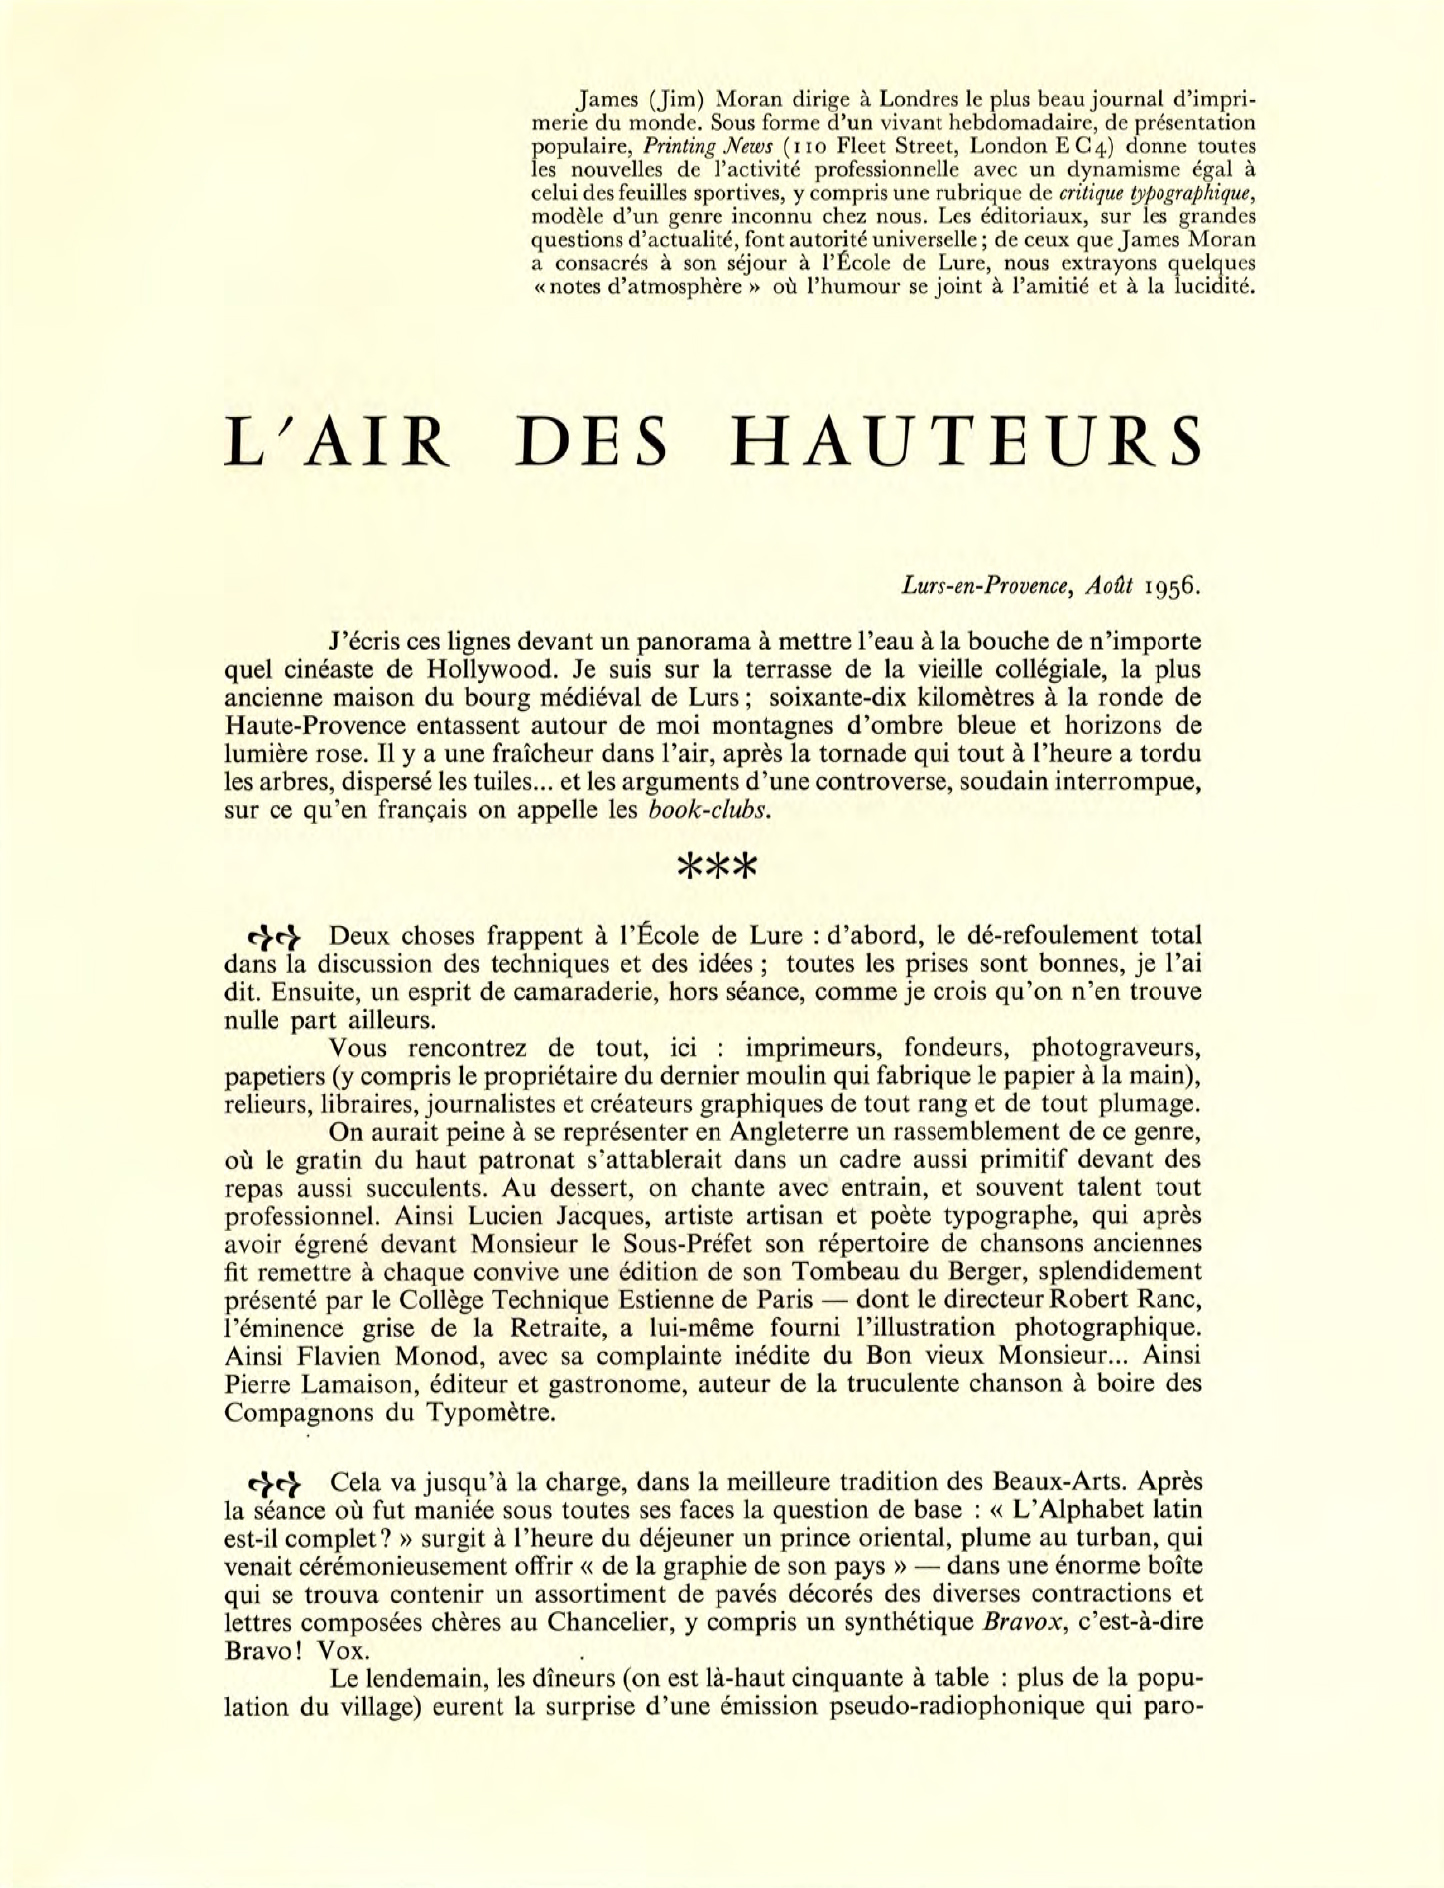 James (Jim) Moran dirige à Londres le plus beau journal d'impri-
merie du monde. Sous forme d'un vivant hebdomadaire, de présentation
populaire, Printing News (110 Fleet Street, London E C4) donne toutes
les nouvelles de l'activité professionnelle avec un dynamisme égal à
celui des feuilles sportives, y compris une rubrique de critique typographique,
modèle d'un genre inconnu chez nous. Les éditoriaux, sur les grandes
questions d'actualité, font autorité universelle ; de ceux que James Moran
a consacrés à son séjour à l'École de Lure, nous extrayons quelques
« notes d'atmosphère » où l'humour se joint à l'amitié et à la lucidité.
L'AIR DES HAUTEURS
Lurs-en-Provence, Août 1956.
J'écris ces lignes devant un panorama à mettre l'eau à la bouche de n'importe
quel cinéaste de Hollywood. Je suis sur la terrasse de la vieille collégiale, la plus
ancienne maison du bourg médiéval de Lurs ; soixante-dix kilomètres à la ronde de
Haute-Provence entassent autour de moi montagnes d'ombre bleue et horizons de
lumière rose. Il y a une fraîcheur dans l'air, après la tornade qui tout à l'heure a tordu
les arbres, dispersé les tuiles... et les arguments d'une controverse, soudain interrompue,
sur ce qu'en français on appelle les book-clubs.
***
Deux choses frappent à l'École de Lure : d'abord, le dé-refoulement total
dans la discussion des techniques et des idées ; toutes les prises sont bonnes, je l'ai
dit. Ensuite, un esprit de camaraderie, hors séance, comme je crois qu'on n'en trouve
nulle part ailleurs.
Vous rencontrez de tout, ici : imprimeurs, fondeurs, photograveurs,
papetiers (y compris le propriétaire du dernier moulin qui fabrique le papier à la main),
relieurs, libraires, journalistes et créateurs graphiques de tout rang et de tout plumage.
On aurait peine à se représenter en Angleterre un rassemblement de ce genre,
où le gratin du haut patronat s'attablerait dans un cadre aussi primitif devant des
repas aussi succulents. Au dessert, on chante avec entrain, et souvent talent tout
professionnel. Ainsi Lucien Jacques, artiste artisan et poète typographe, qui après
avoir égrené devant Monsieur le Sous-Préfet son répertoire de chansons anciennes
fit remettre à chaque convive une édition de son Tombeau du Berger, splendidement
présenté par le Collège Technique Estienne de Paris — dont le directeur Robert Ranc,
l'éminence grise de la Retraite, a lui-même fourni l'illustration photographique.
Ainsi Flavien Monod, avec sa complainte inédite du Bon vieux Monsieur... Ainsi
Pierre Lamaison, éditeur et gastronome, auteur de la truculente chanson à boire des
Compagnons du Typomètre.
Cela va jusqu'à la charge, dans la meilleure tradition des Beaux-Arts. Après
la séance où fut maniée sous toutes ses faces la question de base : « L'Alphabet latin
est-il complet ? » surgit à l'heure du déjeuner un prince oriental, plume au turban, qui
venait cérémonieusement offrir « de la graphie de son pays » — dans une énorme boîte
qui se trouva contenir un assortiment de pavés décorés des diverses contractions et
lettres composées chères au Chancelier, y compris un synthétique Bravox, c'est-à-dire
Bravo ! Vox.
Le lendemain, les dîneurs (on est là-haut cinquante à table : plus de la popu-
lation du village) eurent la surprise d'une émission pseudo-radiophonique qui paro-